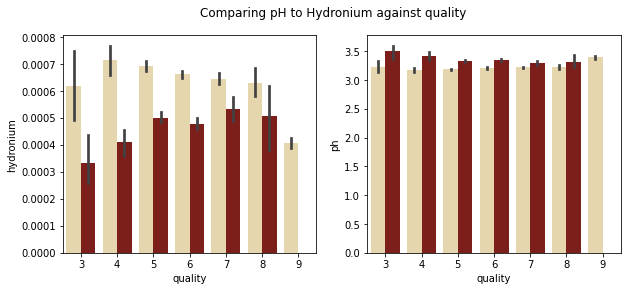 Comparing pH to Hydronium against quality
hydronium
0.0008
0.0007
0.0006
0.0005
0.0004
0.0003
0.0002
0.0001
0.0000
3 4 5 6 7 8 9
quality
ph
3.5
3.0
2.5
2.0
1.5
1.0
0.5
0.0
3 4 5 6 7 8 9
quality